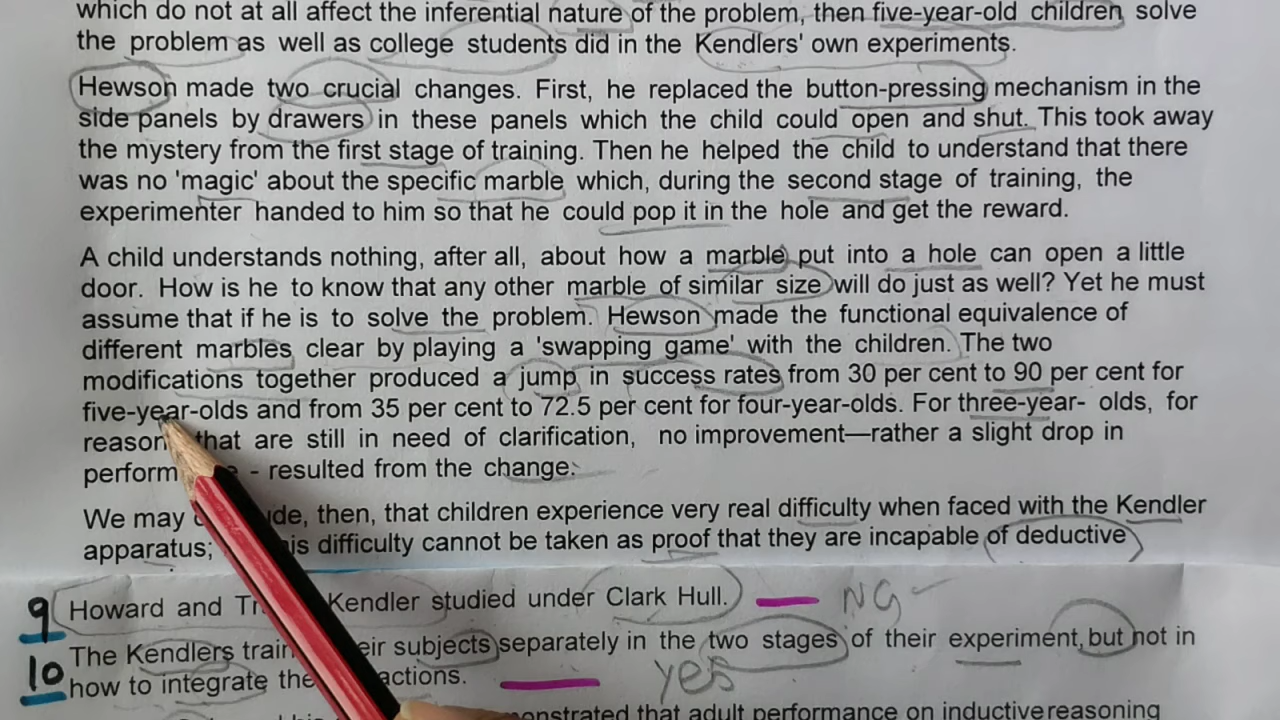 which do not at all affect the inferential nature of the problem, then five-year-old children solve
the problem as well as college students did in the Kendlers' own experiments.
Hewson made two crucial changes. First, he replaced the button-pressing mechanism in the
side panels by drawers in these panels which the child could open and shut. This took away
the mystery from the first stage of training. Then he helped the child to understand that there
was no 'magic' about the specific marble which, during the second stage of training, the
experimenter handed to him so that he could pop it in the hole and get the reward.
A child understands nothing, after all, about how a marble put into a hole can open a little
door. How is he to know that any other marble of similar size will do just as well? Yet he must
assume that if he is to solve the problem. Hewson made the functional equivalence of
different marbles clear by playing a 'swapping game' with the children. The two
modifications together produced a jump in success rates from 30 per cent to 90 per cent for
five-year-olds and from 35 per cent to 72.5 per cent for four-year-olds. For three-year- olds, for
reason that are still in need of clarification, no improvement—rather a slight drop in
perform - resulted from the change.
We may de, then, that children experience very real difficulty when faced with the Kendler
apparatus; is difficulty cannot be taken as proof that they are incapable of deductive
9 Howard and Kendler studied under Clark Hull. NG
10 The Kendlers train eir subjects separately in the two stages of their experiment, but not in
how to integrate the actions. yes
onstrated that adult performance on inductive reasoning